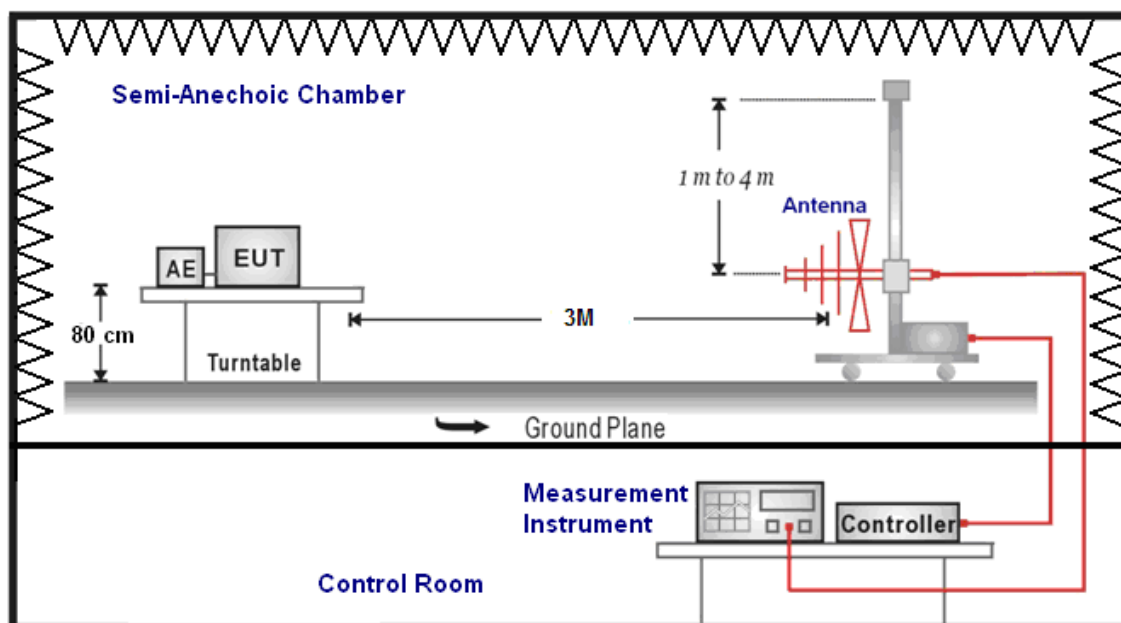 Semi-Anechoic Chamber
1 m to 4 m
Antenna
AE
EUT
80 cm
3M
Turntable
Ground Plane
Measurement
Instrument
Controller
Control Room